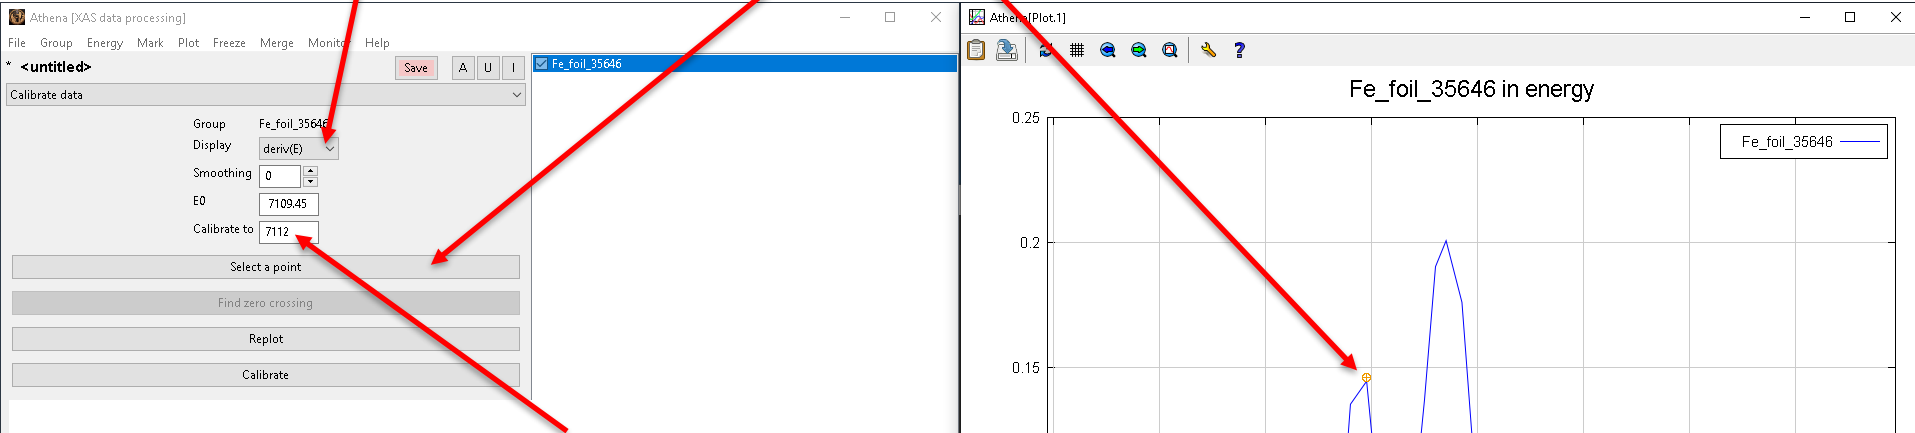 Athena [XAS data processing]
File Group Energy Mark Plot Freeze Merge Monitor Help
* <untitled>
Save
A U I
Calibrate data
Group Fe_foil_35646
Display deriv(E)
Smoothing 0
E0 7109.45
Calibrate to 7112
Select a point
Find zero crossing
Replot
Calibrate
Fe_foil_35646
Athena[Plot.1]
Fe_foil_35646 in energy
0.25
Fe_foil_35646
0.2
0.15